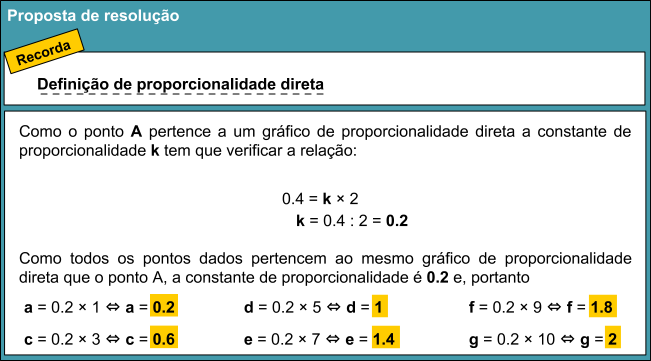 Proposta de resolução
Recorda
Definição de proporcionalidade direta
Como o ponto A pertence a um gráfico de proporcionalidade direta a constante de
proporcionalidade k tem que verificar a relação:
0.4 = k × 2
k = 0.4 : 2 = 0.2
Como todos os pontos dados pertencem ao mesmo gráfico de proporcionalidade
direta que o ponto A, a constante de proporcionalidade é 0.2 e, portanto
a = 0.2 × 1 ⇔ a = 0.2 d = 0.2 × 5 ⇔ d = 1 f = 0.2 × 9 ⇔ f = 1.8
c = 0.2 × 3 ⇔ c = 0.6 e = 0.2 × 7 ⇔ e = 1.4 g = 0.2 × 10 ⇔ g = 2